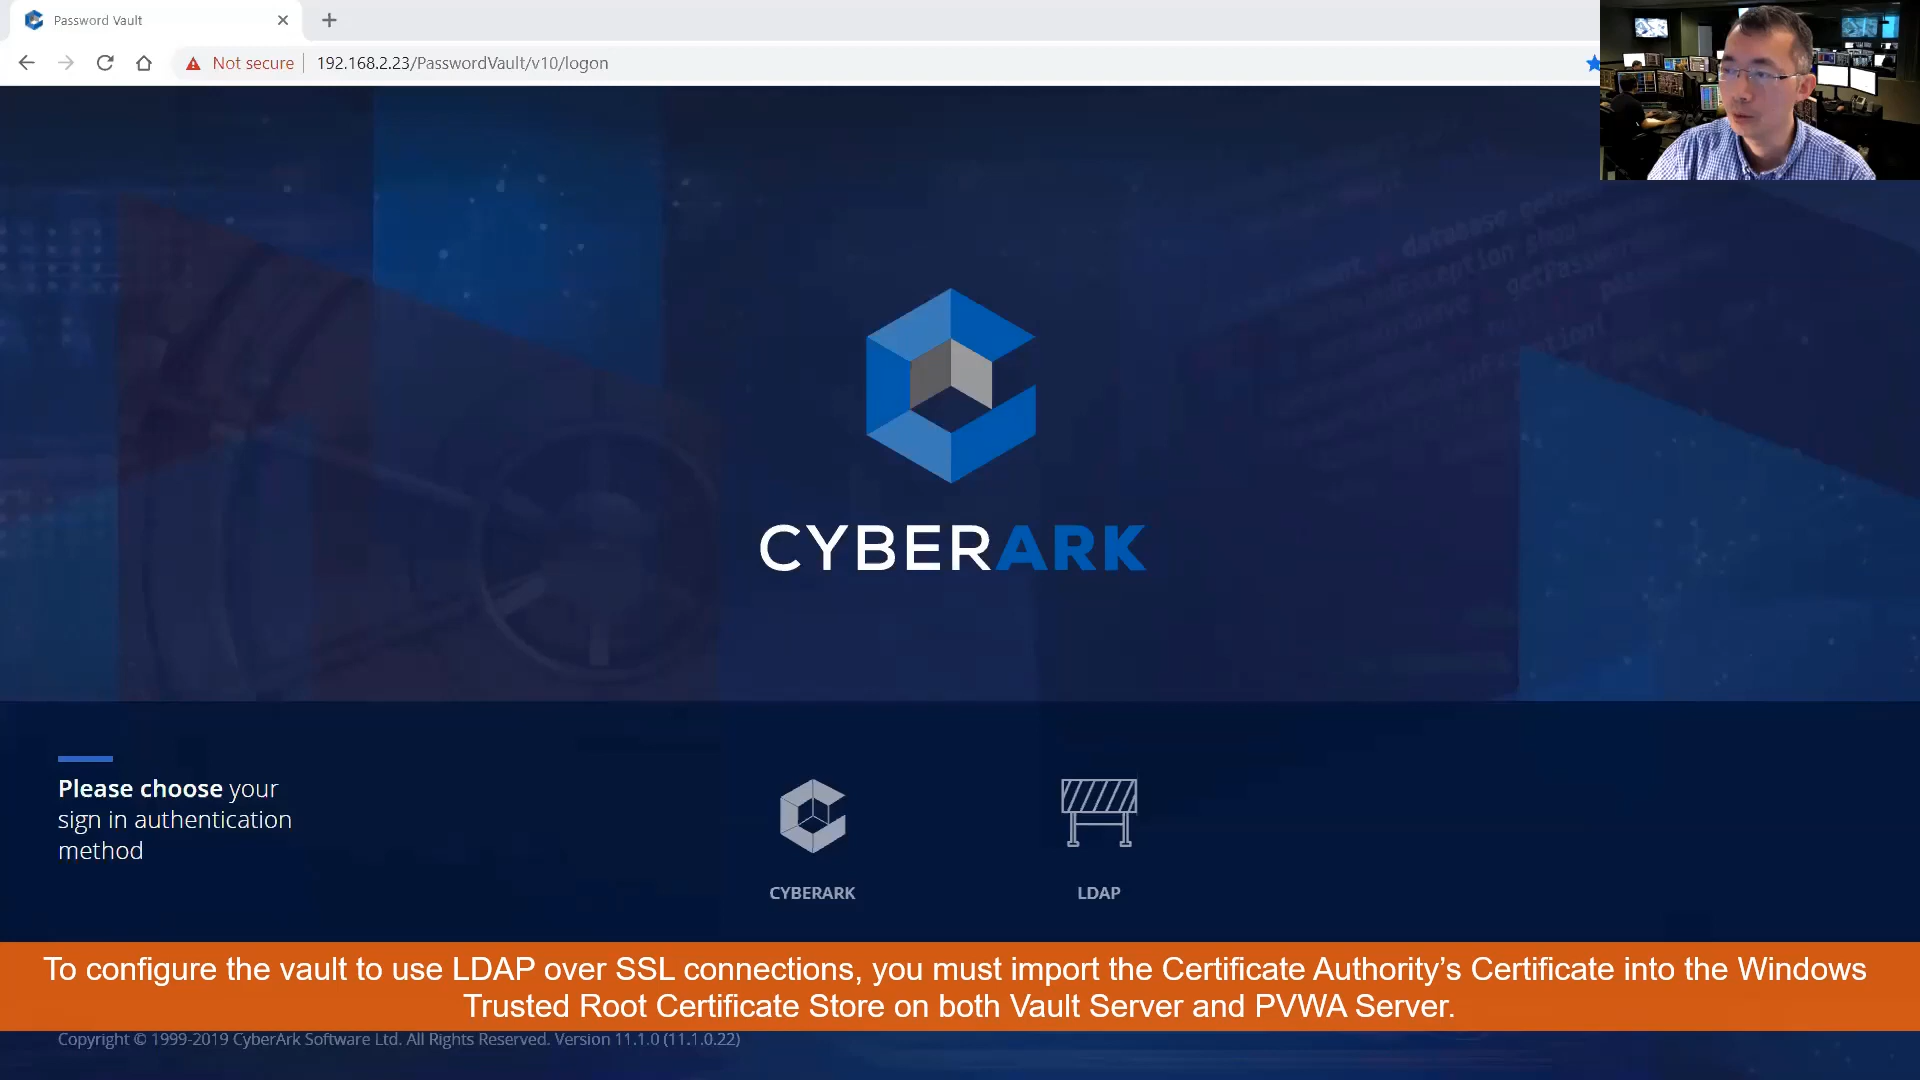 Password Vault
Not secure
192.168.2.23/PasswordVault/v10/logon
CYBERARK
Please choose your
sign in authentication
method
CYBERARK
LDAP
To configure the vault to use LDAP over SSL connections, you must import the Certificate Authority’s Certificate into the Windows
Trusted Root Certificate Store on both Vault Server and PVWA Server.
Copyright © 1999-2019 CyberArk Software Ltd. All Rights Reserved. Version 11.1.0 (11.1.0.22)